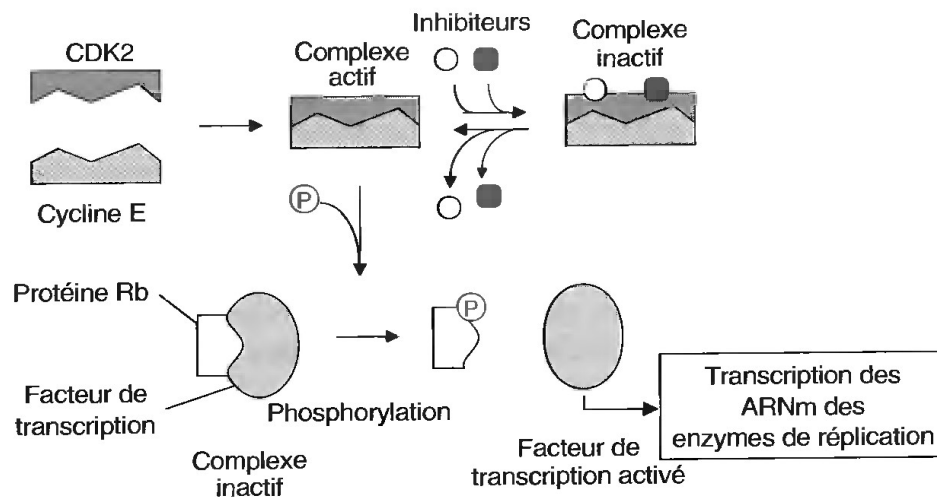 CDK2
Cycline E
Complexe
actif
Inhibiteurs
Complexe
inactif
P
Protéine Rb
Facteur de
transcription
Complexe
inactif
Phosphorylation
P
Facteur de
transcription activé
Transcription des
ARNm des
enzymes de réplication